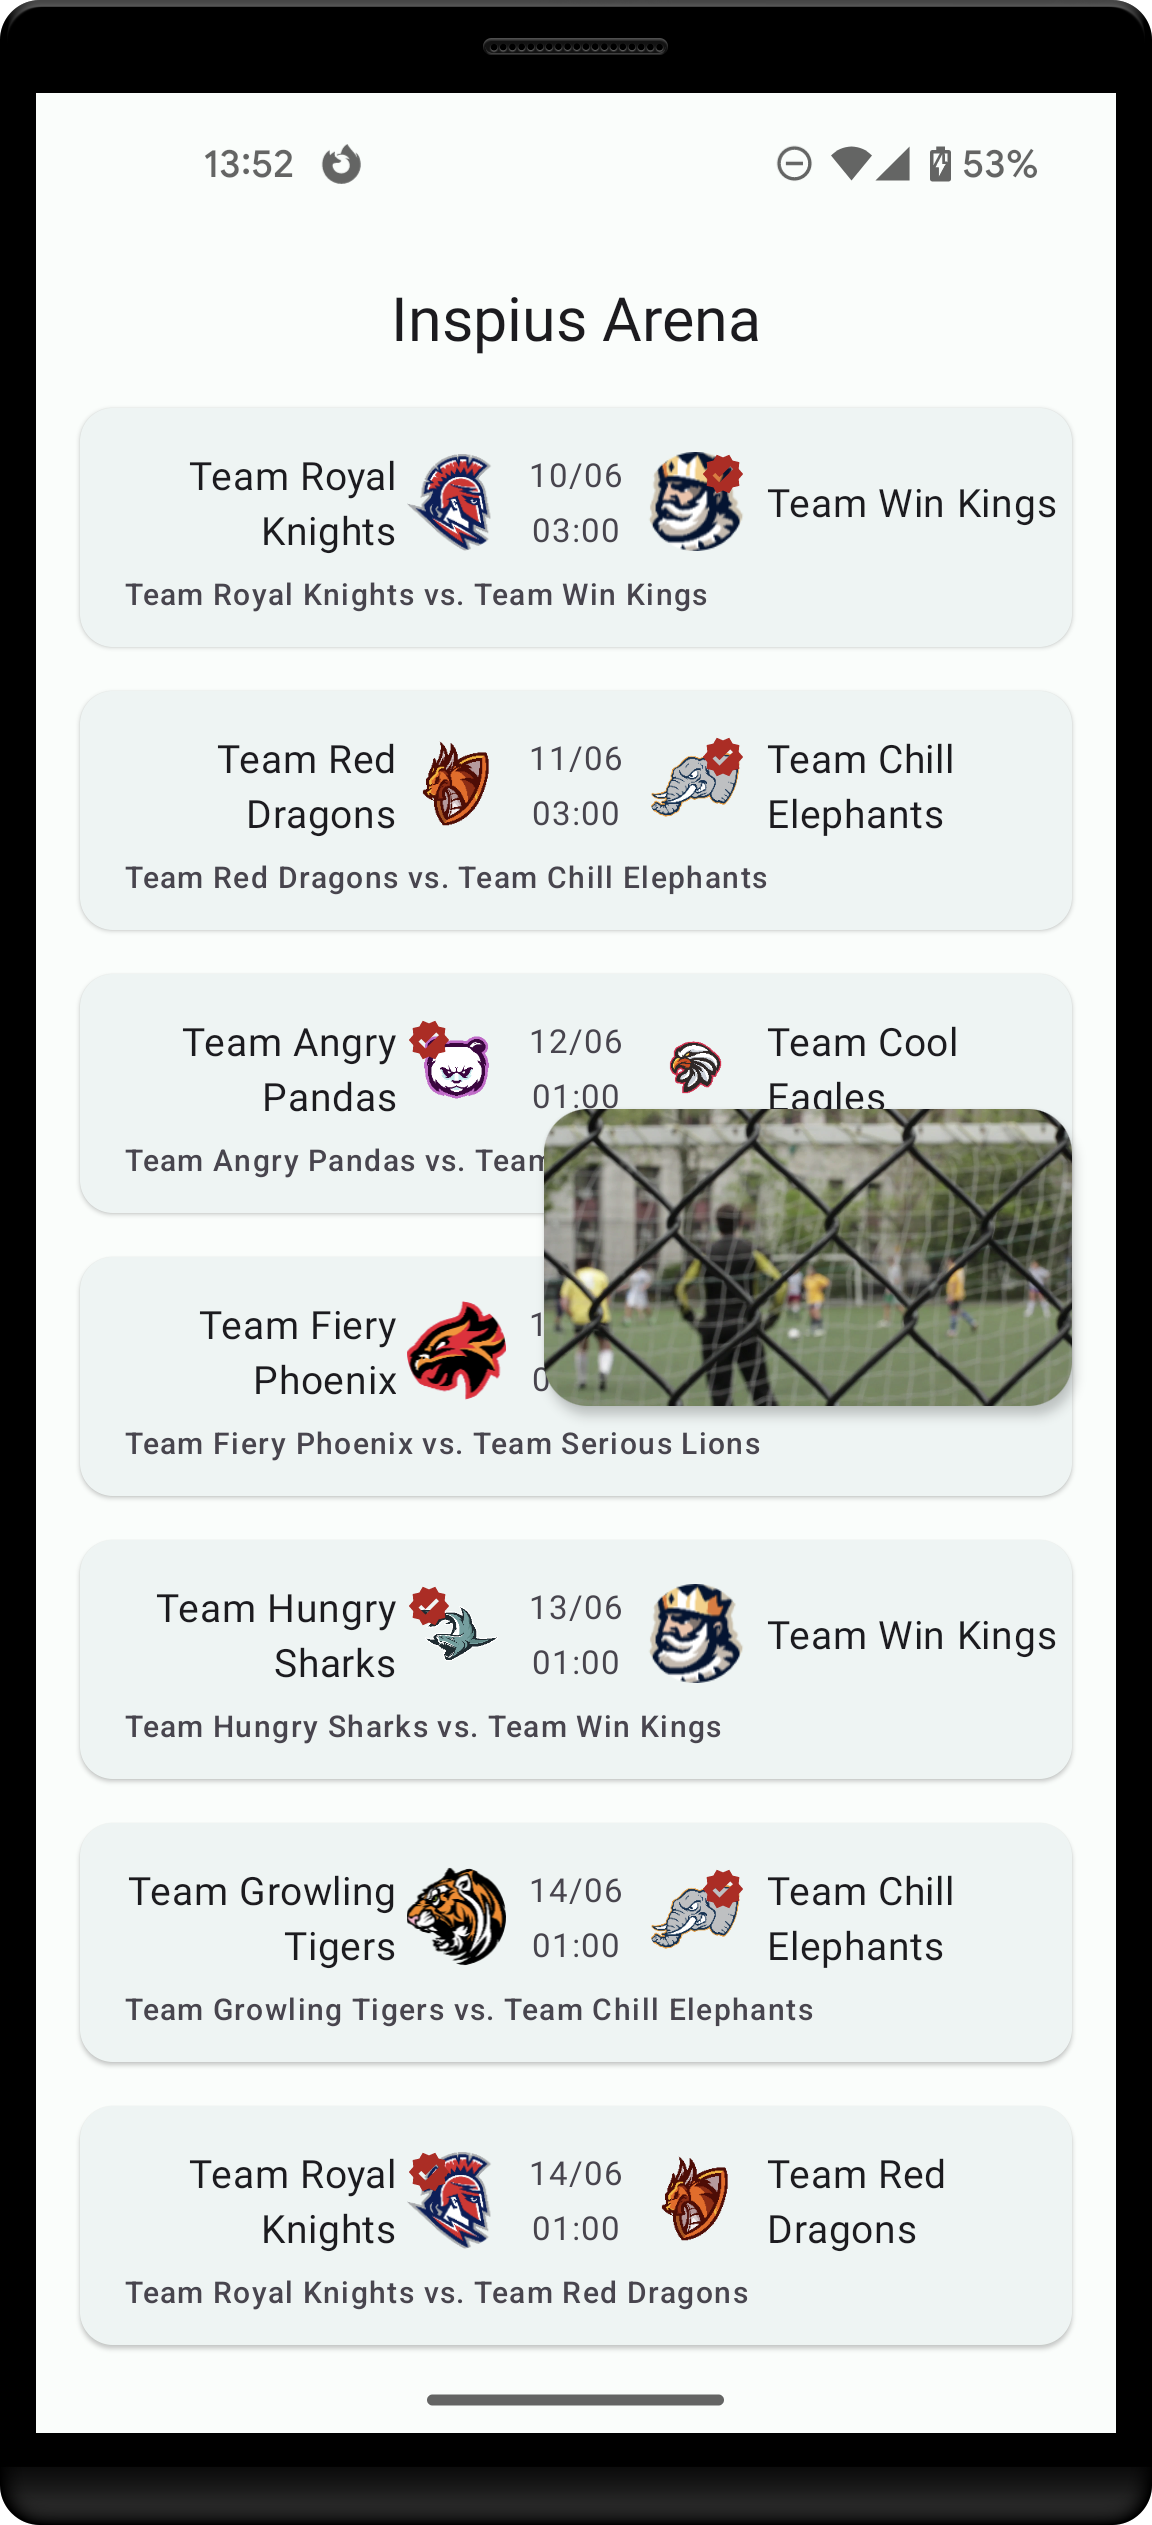 13:52
53%
Inspius Arena
Team Royal
Knights
10/06
03:00
Team Win Kings
Team Royal Knights vs. Team Win Kings
Team Red
Dragons
11/06
03:00
Team Chill
Elephants
Team Red Dragons vs. Team Chill Elephants
Team Angry
Pandas
12/06
01:00
Team Cool
Eagles
Team Angry Pandas vs. Team
Team Fiery
Phoenix
Team Fiery Phoenix vs. Team Serious Lions
Team Hungry
Sharks
13/06
01:00
Team Win Kings
Team Hungry Sharks vs. Team Win Kings
Team Growling
Tigers
14/06
01:00
Team Chill
Elephants
Team Growling Tigers vs. Team Chill Elephants
Team Royal
Knights
14/06
01:00
Team Red
Dragons
Team Royal Knights vs. Team Red Dragons